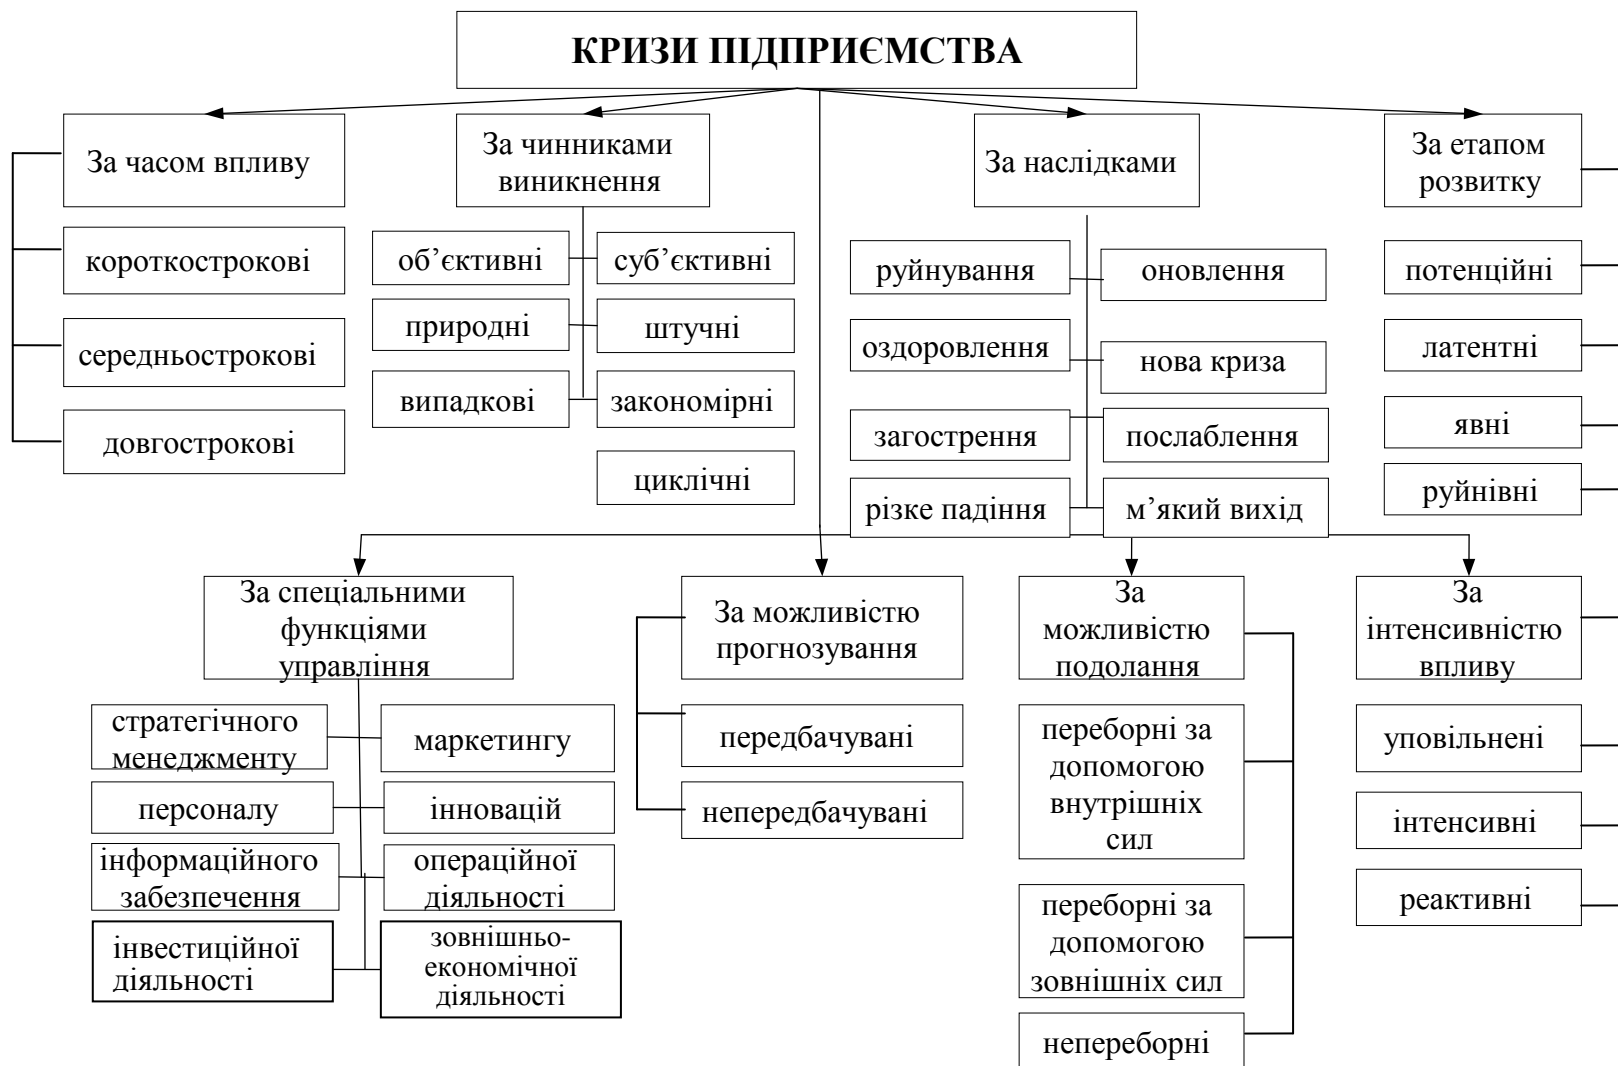 КРИЗИ ПІДПРИЄМСТВА
За часом впливу
короткострокові
середньострокові
довгострокові
За чинниками
виникнення
об’єктивні
суб’єктивні
природні
штучні
випадкові
закономірні
циклічні
За наслідками
руйнування
оновлення
оздоровлення
нова криза
загострення
послаблення
різке падіння
м’який вихід
За етапом
розвитку
потенційні
латентні
явні
руйнівні
За спеціальними
функціями
управління
стратегічного
менеджменту
маркетингу
персоналу
інновацій
інформаційного
забезпечення
операційної
діяльності
інвестиційної
діяльності
зовнішньо-
економічної
діяльності
За можливістю
прогнозування
передбачувані
непередбачувані
За
можливістю
подолання
переборні за
допомогою
внутрішніх
сил
переборні за
допомогою
зовнішніх сил
непереборні
За
інтенсивністю
впливу
уповільнені
інтенсивні
реактивні